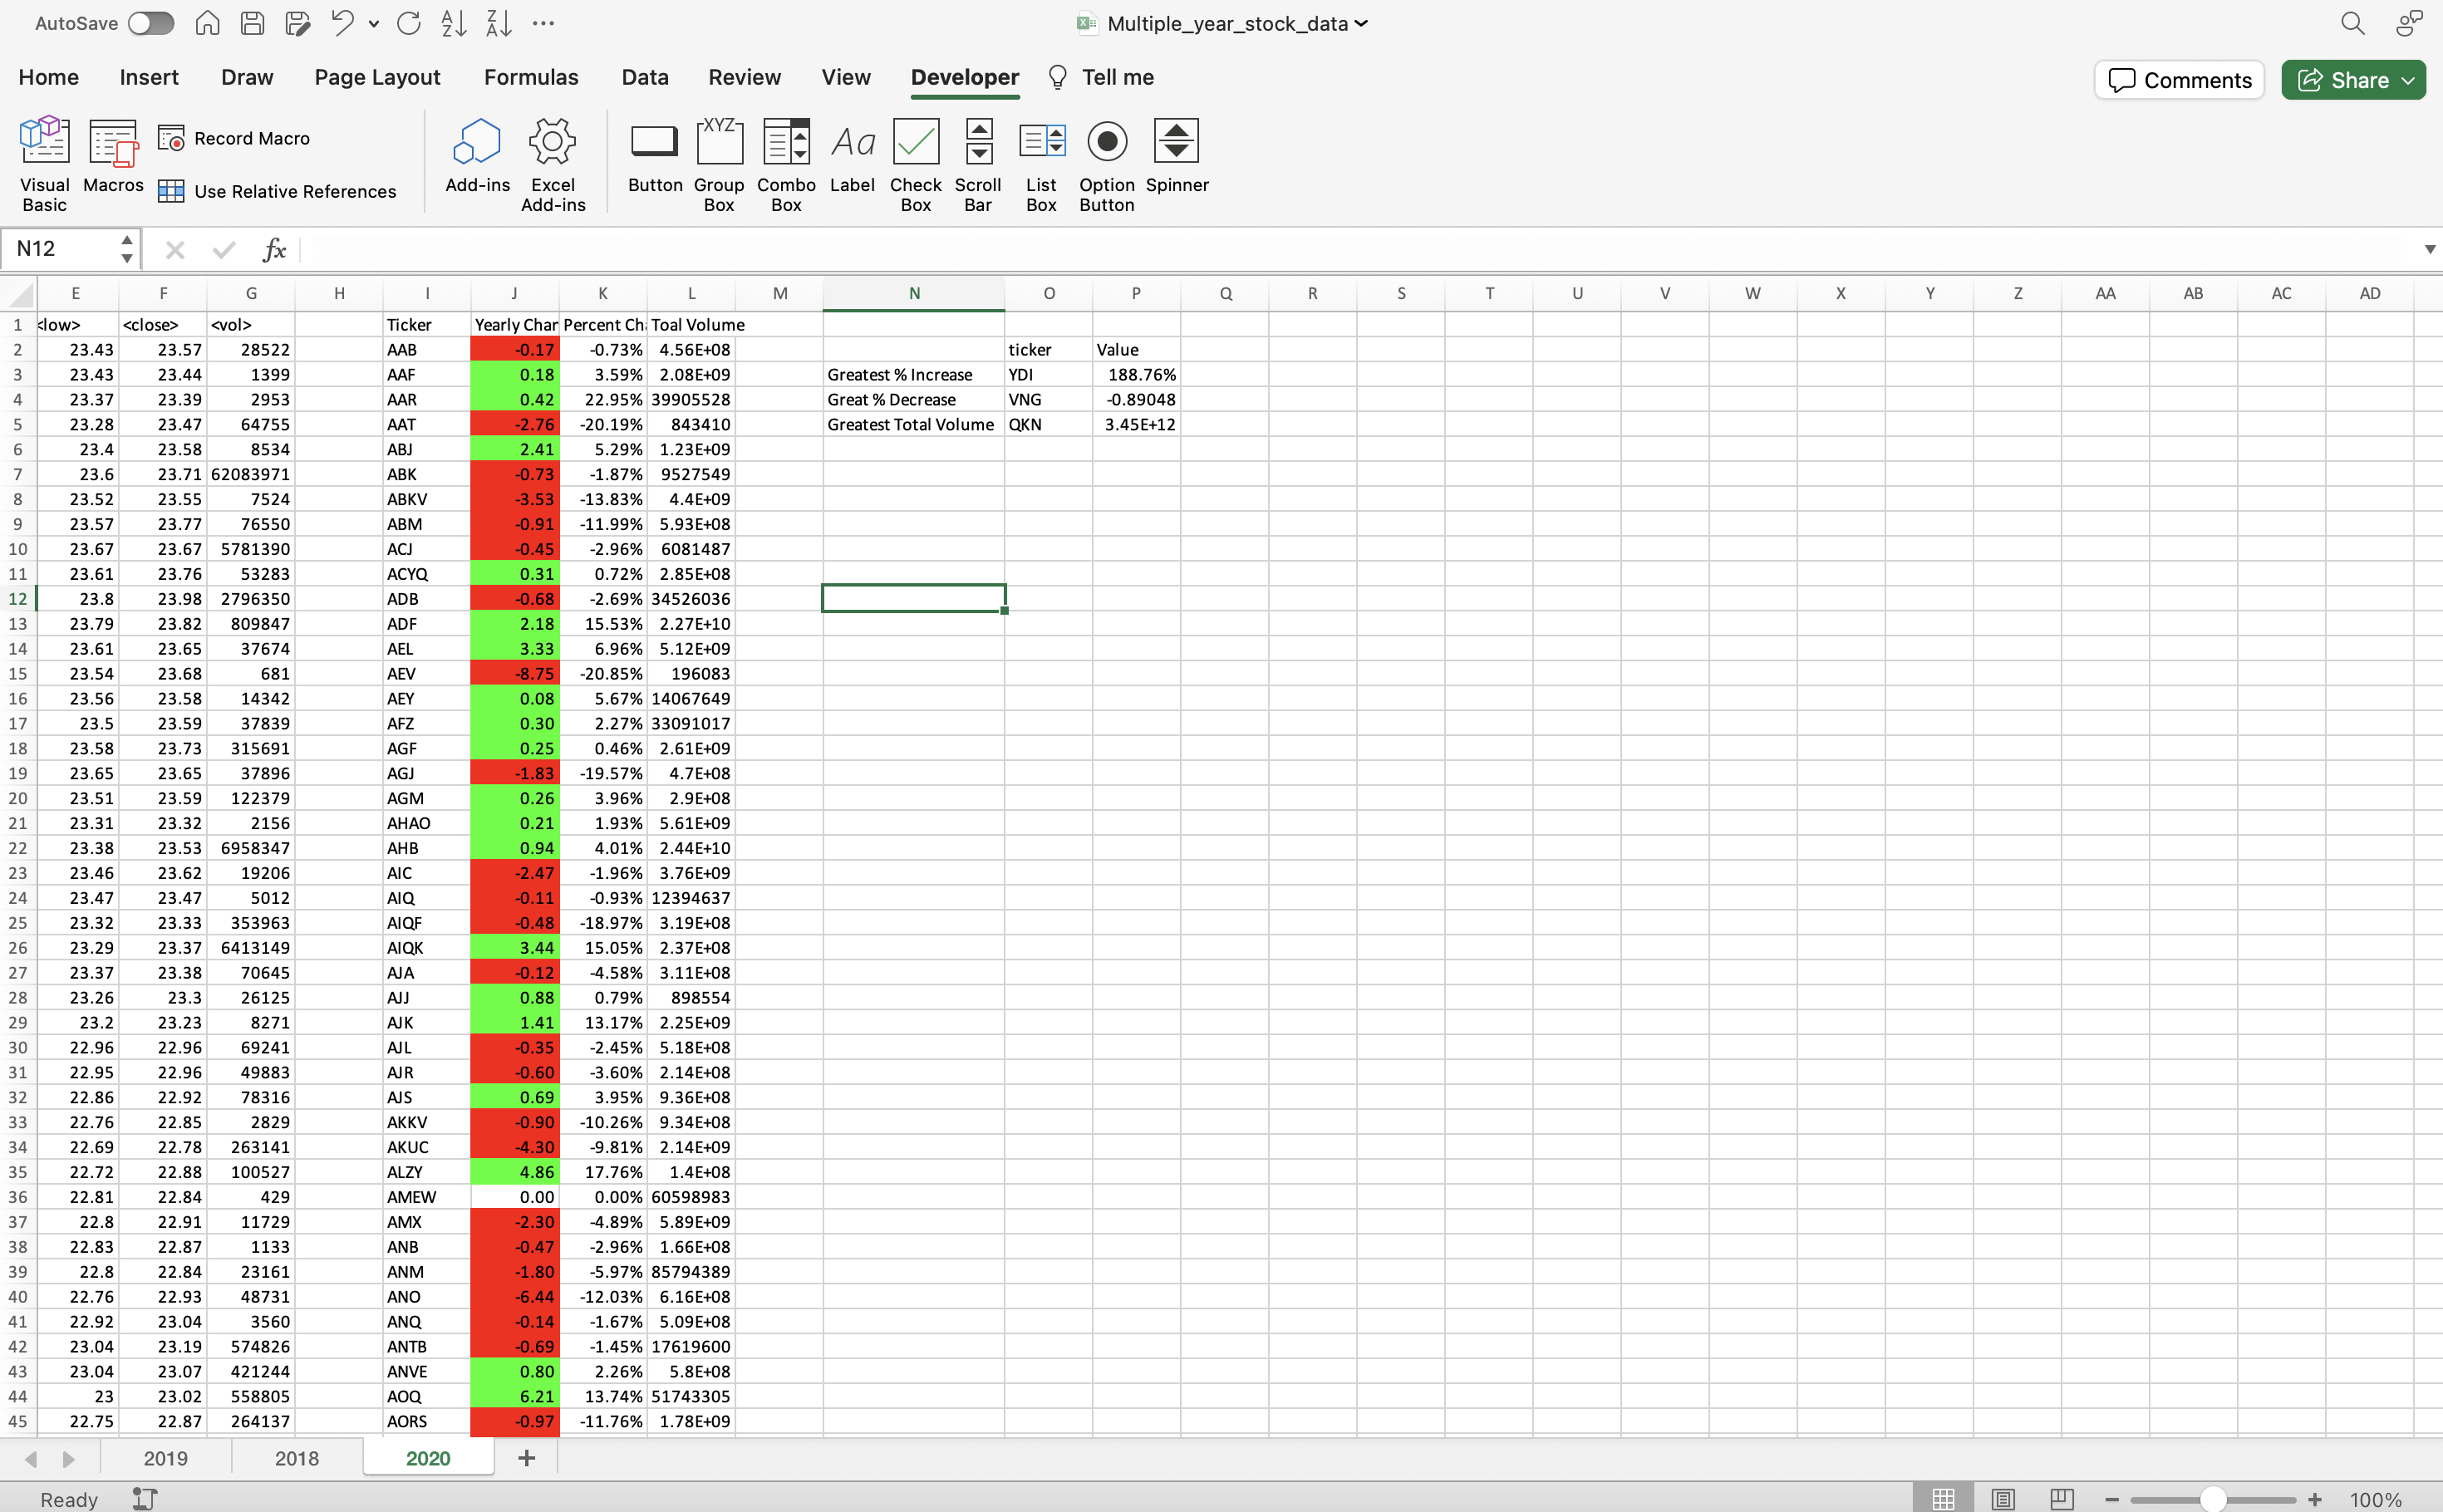 AutoSave Multiple_year_stock_data
Home Insert Draw Page Layout Formulas Data Review View Developer Tell me Comments Share
Visual Basic Macros Record Macro Use Relative References Add-ins Excel Add-ins Button Group Box Combo Box Label Check Box Scroll Bar List Box Option Button Spinner
N12 fx
E F G H I J K L M N O P Q R S T U V W X Y Z AA AB AC AD
1 <low> <close> <vol> Ticker Yearly Chan Percent Cha Toal Volume
2 23.43 23.57 28522 AAB -0.17 -0.73% 4.56E+08 ticker Value
3 23.43 23.44 1399 AAF 0.18 3.59% 2.08E+09 Greatest % Increase YDI 188.76%
4 23.37 23.39 2953 AAR 0.42 22.95% 39905528 Great % Decrease VNG -0.89048
5 23.28 23.47 64755 AAT -2.76 -20.19% 843410 Greatest Total Volume QKN 3.45E+12
6 23.4 23.58 8534 ABJ 2.41 5.29% 1.23E+09
7 23.6 23.71 62083971 ABK -0.73 -1.87% 9527549
8 23.52 23.55 7524 ABKV -3.53 -13.83% 4.4E+09
9 23.57 23.77 76550 ABM -0.91 -11.99% 5.93E+08
10 23.67 23.67 5781390 ACJ -0.45 -2.96% 6081487
11 23.61 23.76 53283 ACYQ 0.31 0.72% 2.85E+08
12 23.8 23.98 2796350 ADB -0.68 -2.69% 34526036
13 23.79 23.82 809847 ADF 2.18 15.53% 2.27E+10
14 23.61 23.65 37674 AEL 3.33 6.96% 5.12E+09
15 23.54 23.68 681 AEV -8.75 -20.85% 196083
16 23.56 23.58 14342 AEY 0.08 5.67% 14067649
17 23.5 23.59 37839 AFZ 0.30 2.27% 33091017
18 23.58 23.73 315691 AGF 0.25 0.46% 2.61E+09
19 23.65 23.65 37896 AGJ -1.83 -19.57% 4.7E+08
20 23.51 23.59 122379 AGM 0.26 3.96% 2.9E+08
21 23.31 23.32 2156 AHAO 0.21 1.93% 5.61E+09
22 23.38 23.53 6958347 AHB 0.94 4.01% 2.44E+10
23 23.46 23.62 19206 AIC -2.47 -1.96% 3.76E+09
24 23.47 23.47 5012 AIQ -0.11 -0.93% 12394637
25 23.32 23.33 353963 AIQF -0.48 -18.97% 3.19E+08
26 23.29 23.37 6413149 AIQK 3.44 15.05% 2.37E+08
27 23.37 23.38 70645 AJA -0.12 -4.58% 3.11E+08
28 23.26 23.3 26125 AJJ 0.88 0.79% 898554
29 23.2 23.23 8271 AJK 1.41 13.17% 2.25E+09
30 22.96 22.96 69241 AJL -0.35 -2.45% 5.18E+08
31 22.95 22.96 49883 AJR -0.60 -3.60% 2.14E+08
32 22.86 22.92 78316 AJS 0.69 3.95% 9.36E+08
33 22.76 22.85 2829 AKKV -0.90 -10.26% 9.34E+08
34 22.69 22.78 263141 AKUC -4.30 -9.81% 2.14E+09
35 22.72 22.88 100527 ALZY 4.86 17.76% 1.4E+08
36 22.81 22.84 429 AMEW 0.00 0.00% 60598983
37 22.8 22.91 11729 AMX -2.30 -4.89% 5.89E+09
38 22.83 22.87 1133 ANB -0.47 -2.96% 1.66E+08
39 22.8 22.84 23161 ANM -1.80 -5.97% 85794389
40 22.76 22.93 48731 ANO -6.44 -12.03% 6.16E+08
41 22.92 23.04 3560 ANQ -0.14 -1.67% 5.09E+08
42 23.04 23.19 574826 ANTB -0.69 -1.45% 17619600
43 23.04 23.07 421244 ANVE 0.80 2.26% 5.8E+08
44 23 23.02 558805 AOQ 6.21 13.74% 51743305
45 22.75 22.87 264137 AORS -0.97 -11.76% 1.78E+09
2019 2018 2020 +
Ready 100%